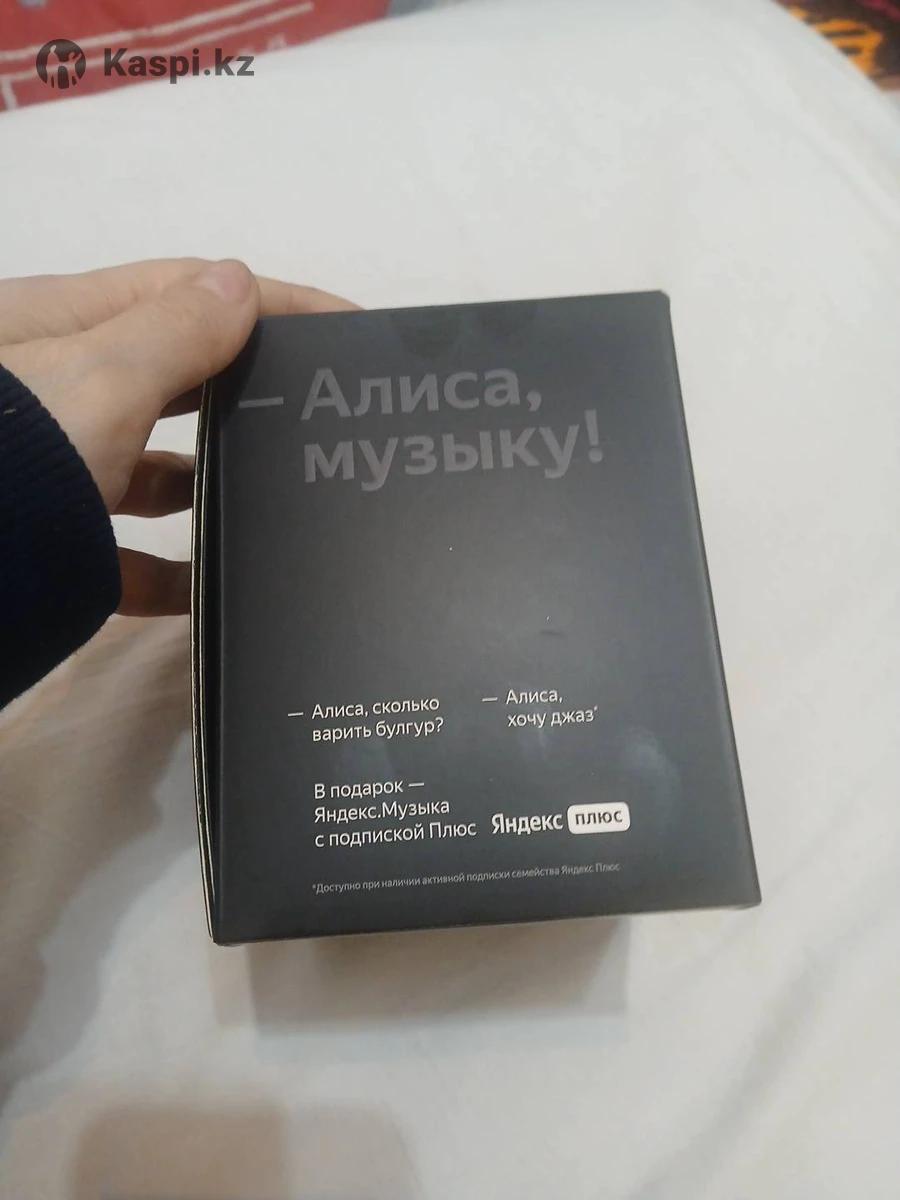 Kaspi.kz
— Алиса,
музыку!
— Алиса, сколько
варить булгур?
— Алиса,
хочу джаз*
В подарок —
Яндекс.Музыка
с подпиской Плюс
Яндекс плюс
*Доступно при наличии активной подписки семейства Яндекс Плюс